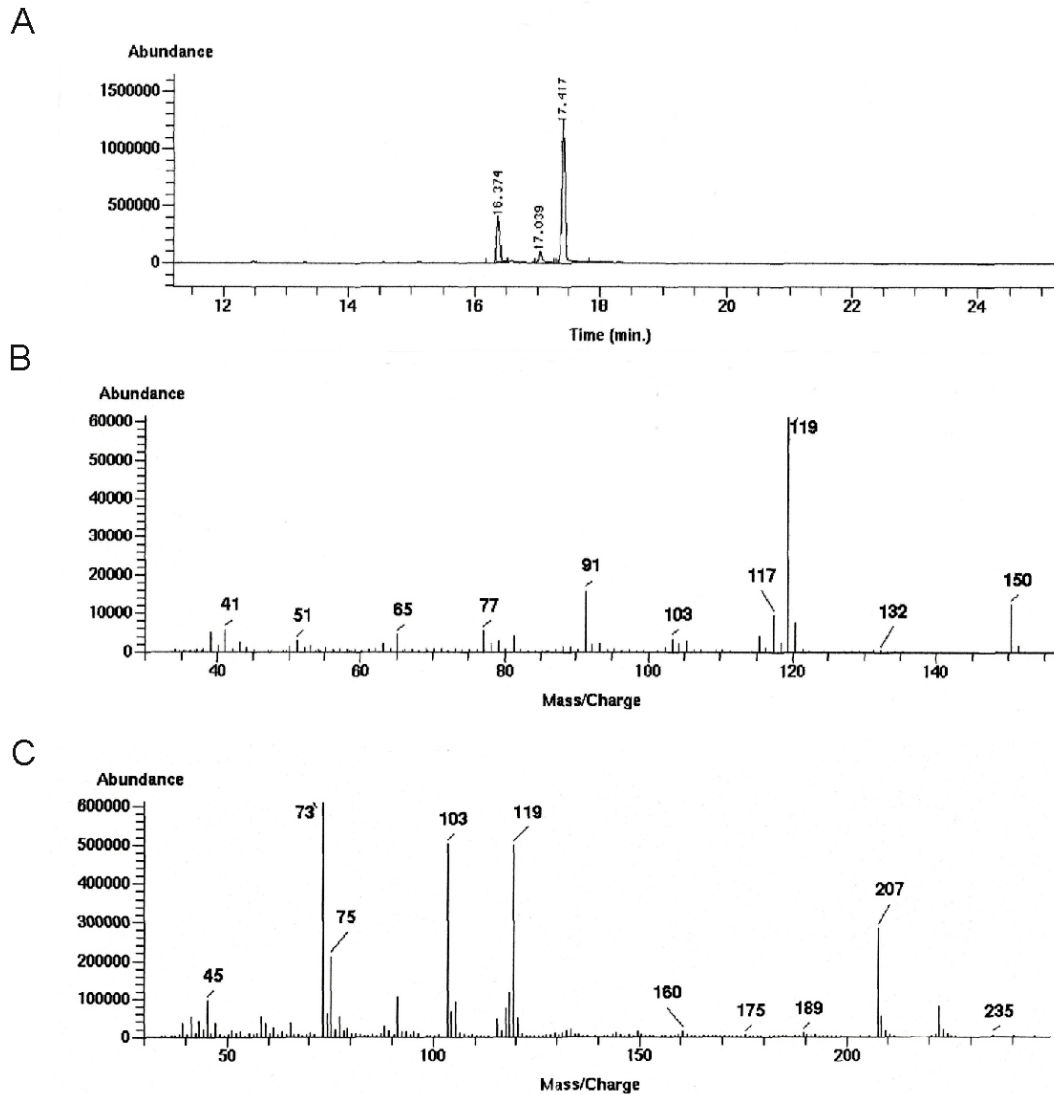 A
Abundance
1500000
1000000
500000
0
16.374
17.039
7.417
12 14 16 18 20 22 24
Time (min.)
B
Abundance
60000
50000
40000
30000
20000
10000
0
41 51 65 77 91 103 117 119 132 150
40 60 80 100 120 140
Mass/Charge
C
Abundance
600000
500000
400000
300000
200000
100000
0
45 73 75 103 119 160 175 189 207 235
50 100 150 200
Mass/Charge